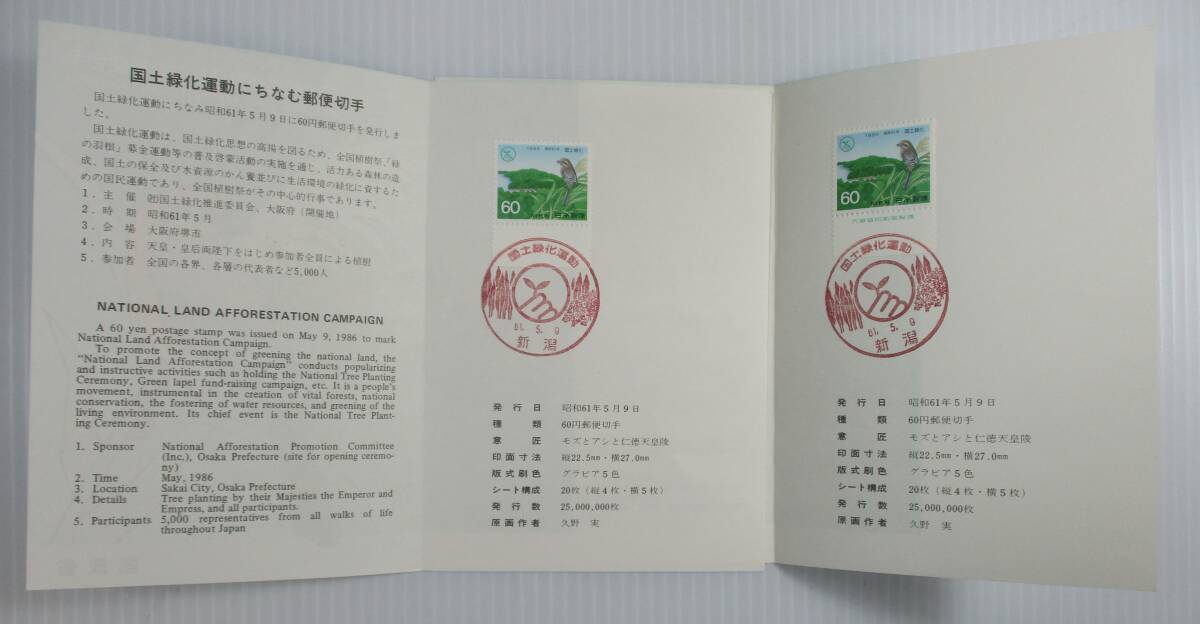 国土緑化運動にちなむ郵便切手
国土緑化運動にちなみ昭和61年5月9日に60円郵便切手を発行しま
した。
国土緑化運動は、国土緑化思想の高揚を図るため、全国植樹祭、「緑
の羽根」募金運動等の普及啓蒙活動の実施を通じ、活力ある森林の造
成、国土の保全及び水資源のかん養並びに生活環境の緑化に資するた
めの国民運動であり、全国植樹祭がその中心的行事であります。
1．主　催　㈳国土緑化推進委員会、大阪府（開催地）
2．時　期　昭和61年5月
3．会　場　大阪府堺市
4．内　容　天皇・皇后両陛下をはじめ参加者全員による植樹
5．参加者　全国の各界、各層の代表者など5,000人
NATIONAL LAND AFFORESTATION CAMPAIGN
A 60 yen postage stamp was issued on May 9, 1986 to mark
National Land Afforestation Campaign.
To promote the concept of greening the national land, the
"National Land Afforestation Campaign" conducts popularizing
and instructive activities such as holding the National Tree Planting
Ceremony, Green lapel fund-raising campaign, etc. It is a people's
movement, instrumental in the creation of vital forests, national
conservation, the fostering of water resources, and greening of the
living environment. Its chief event is the National Tree Plant-
ing Ceremony.
1. Sponsor National Afforestation Promotion Committee
(Inc.), Osaka Prefecture (site for opening ceremo-
ny)
2. Time May, 1986
3. Location Sakai City, Osaka Prefecture
4. Details Tree planting by their Majesties the Emperor and
Empress, and all participants.
5. Participants 5,000 representatives from all walks of life
throughout Japan
国土緑化
60
国土緑化運動
61. 5. 9
新潟
発行日　昭和61年5月9日
種類　60円郵便切手
意匠　モズとアシと仁徳天皇陵
印面寸法　縦22.5mm・横27.0mm
版式刷色　グラビア5色
シート構成　20枚（縦4枚・横5枚）
発行数　25,000,000枚
原画作者　久野　実
国土緑化
60
大蔵省印刷局製造
国土緑化運動
61. 5. 9
新潟
発行日　昭和61年5月9日
種類　60円郵便切手
意匠　モズとアシと仁徳天皇陵
印面寸法　縦22.5mm・横27.0mm
版式刷色　グラビア5色
シート構成　20枚（縦4枚・横5枚）
発行数　25,000,000枚
原画作者　久野　実